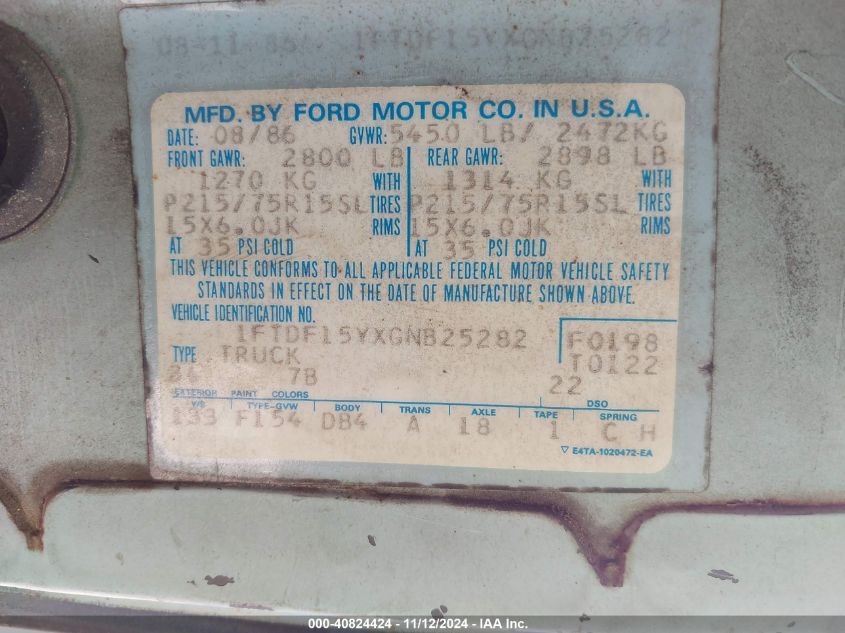 08-11 86 1FTDF15YXGNB25282
MFD. BY FORD MOTOR CO. IN U.S.A.
DATE: 08/86 GVWR: 5450 LB/ 2472KG
FRONT GAWR: 2800 LB REAR GAWR: 2898 LB
1270 KG WITH 1314 KG WITH
P215/75R15SL TIRES P215/75R15SL TIRES
15X6.0JK RIMS 15X6.0JK RIMS
AT 35 PSI COLD AT 35 PSI COLD
THIS VEHICLE CONFORMS TO ALL APPLICABLE FEDERAL MOTOR VEHICLE SAFETY
STANDARDS IN EFFECT ON THE DATE OF MANUFACTURE SHOWN ABOVE.
VEHICLE IDENTIFICATION NO.
1FTDF15YXGNB25282 F0198
TYPE TRUCK T0122
7B 22
EXTERIOR PAINT COLORS DSO
W/B TYPE-GVW BODY TRANS AXLE TAPE SPRING
133 F154 DB4 A 18 1 C H
▽ E4TA-1020472-EA
000-40824424 - 11/12/2024 - IAA, Inc.